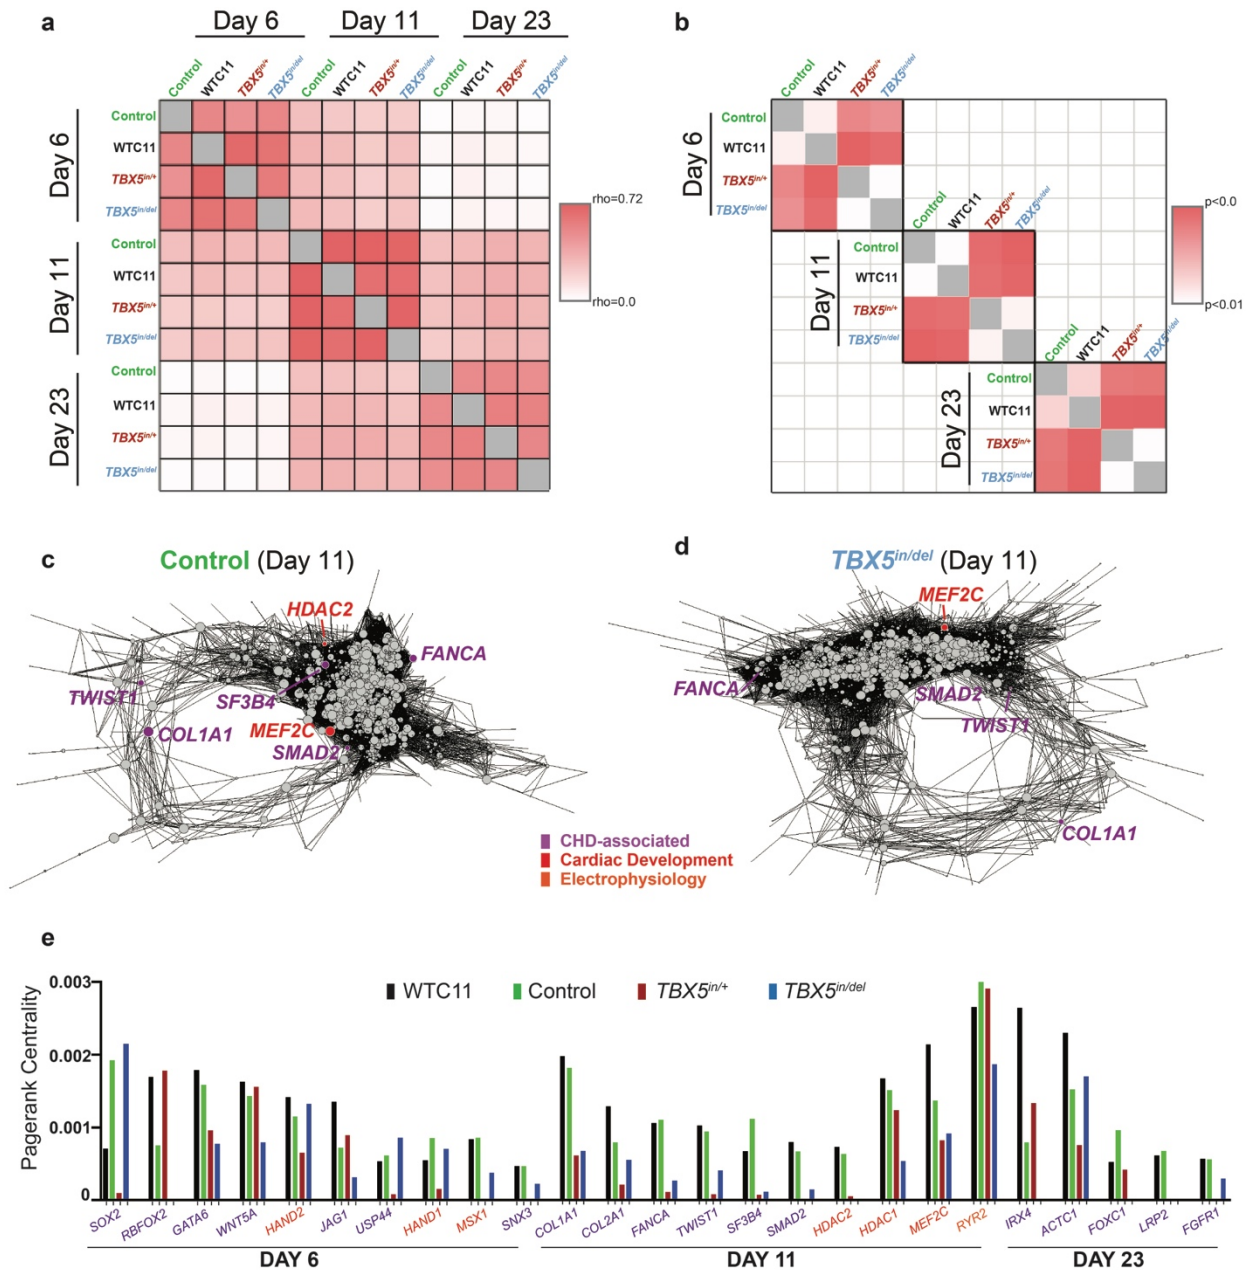 a
Day 6 Day 11 Day 23
Control WTC11 TBX5in/+ TBX5in/del Control WTC11 TBX5in/+ TBX5in/del Control WTC11 TBX5in/+ TBX5in/del
Day 6
Control
WTC11
TBX5in/+
TBX5in/del
Day 11
Control
WTC11
TBX5in/+
TBX5in/del
Day 23
Control
WTC11
TBX5in/+
TBX5in/del
rho=0.72
rho=0.0
b
Control WTC11 TBX5in/+ TBX5in/del
Day 6
Control
WTC11
TBX5in/+
TBX5in/del
Control WTC11 TBX5in/+ TBX5in/del
Day 11
Control
WTC11
TBX5in/+
TBX5in/del
Control WTC11 TBX5in/+ TBX5in/del
Day 23
Control
WTC11
TBX5in/+
TBX5in/del
p<0.0
p<0.01
c
Control (Day 11)
HDAC2
FANCA
TWIST1
SF3B4
COL1A1
MEF2C
SMAD2
d
TBX5in/del (Day 11)
MEF2C
FANCA
SMAD2
TWIST1
COL1A1
CHD-associated
Cardiac Development
Electrophysiology
e
Pagerank Centrality
0.003
0.002
0.001
0
WTC11 Control TBX5in/+ TBX5in/del
SOX2 RBFOX2 GATA6 WNT5A HAND2 JAG1 USP44 HAND1 MSX1 SNX3 COL1A1 COL2A1 FANCA TWIST1 SF3B4 SMAD2 HDAC2 HDAC1 MEF2C RYR2 IRX4 ACTC1 FOXC1 LRP2 FGFR1
DAY 6 DAY 11 DAY 23